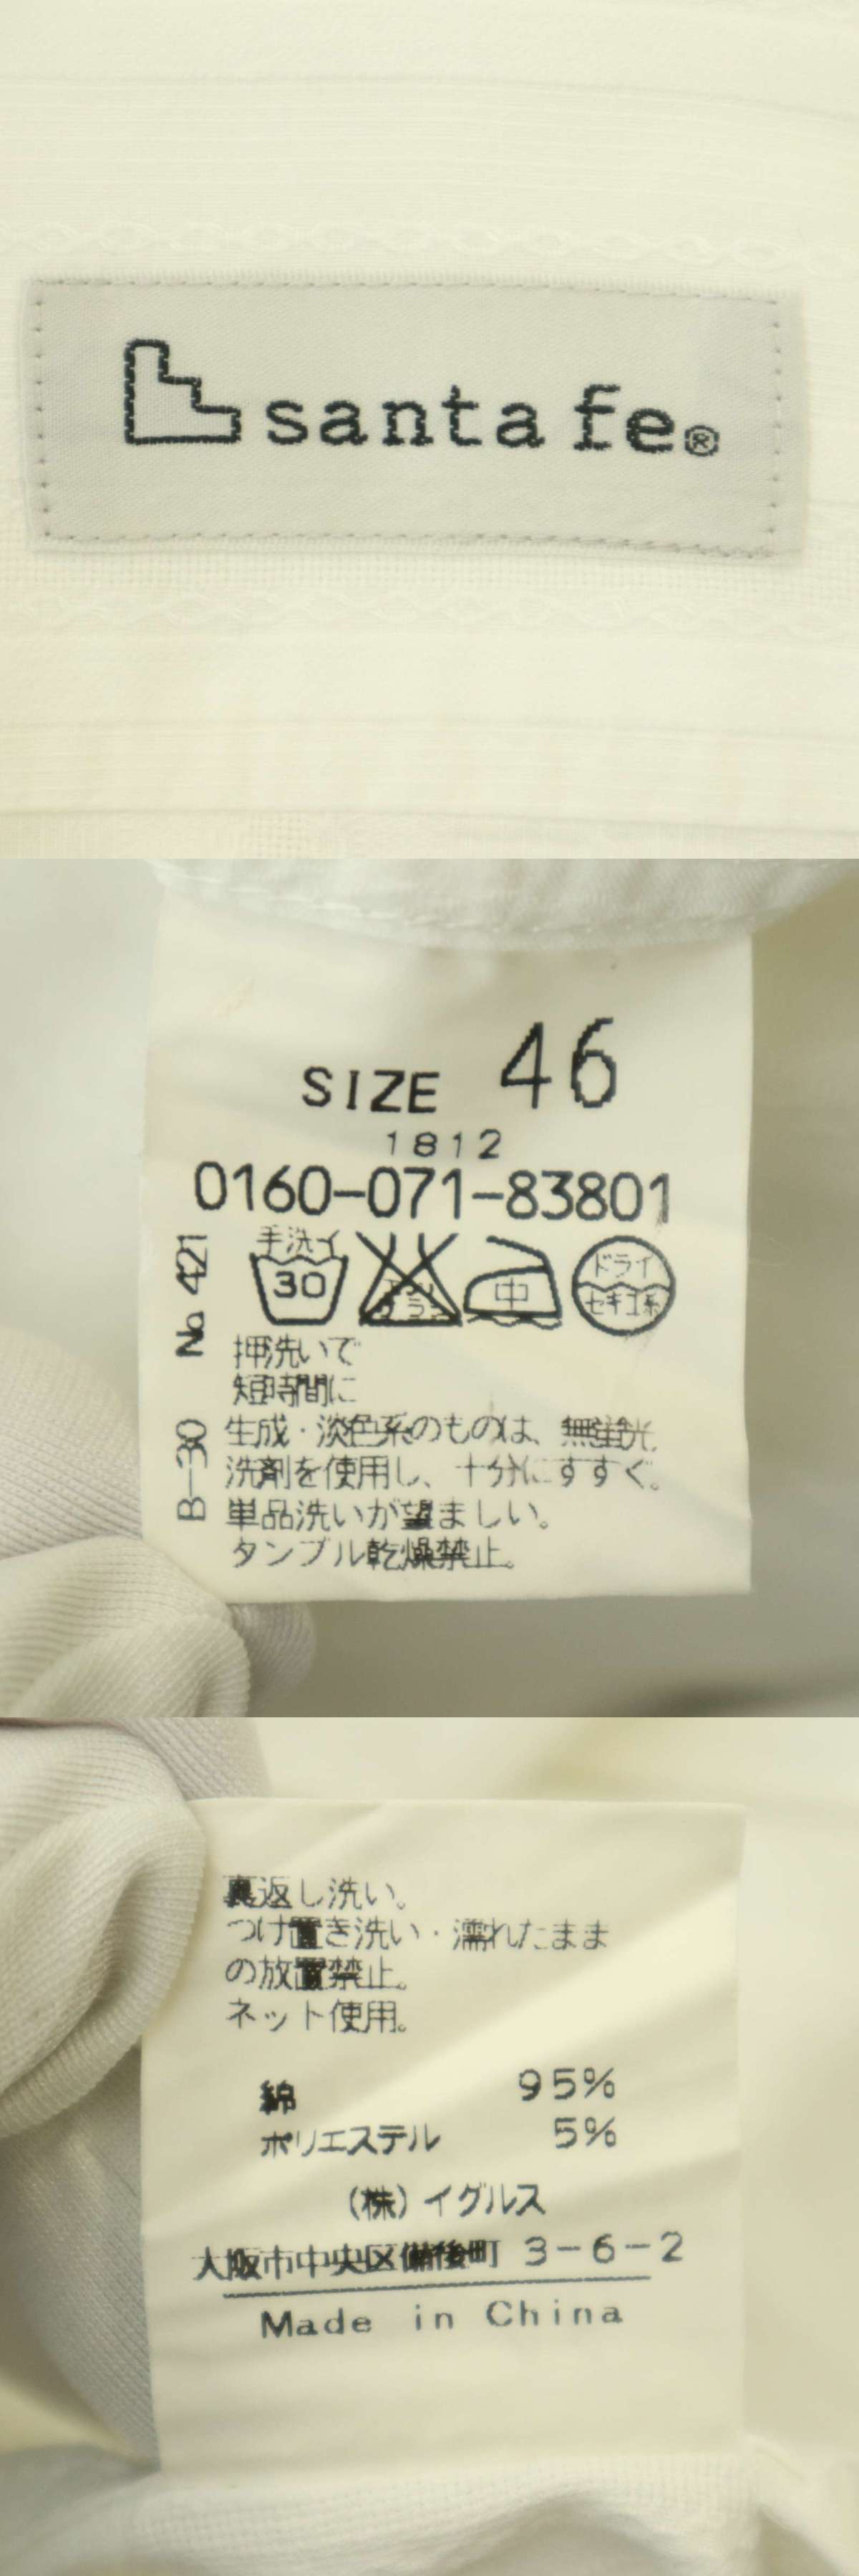 santa fe®
SIZE 46
1812
0160-071-83801
手洗イ
30
エンソ
サラシ
中
ドライ
セキユ系
No 421
B-30
押洗いで
短時間に
生成・淡色系のものは、無蛍光
洗剤を使用し、十分にすすぐ。
単品洗いが望ましい。
タンブル乾燥禁止。
裏返し洗い。
つけ置き洗い・濡れたまま
の放置禁止。
ネット使用。
綿 95%
ポリエステル 5%
(株)イグルス
大阪市中央区備後町 3-6-2
Made in China